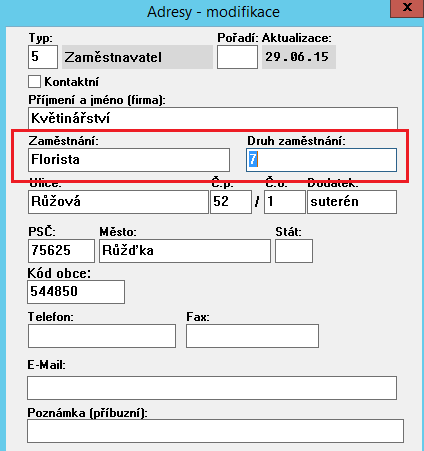 Adresy - modifikace x
Typ: Pořadí: Aktualizace:
5 Zaměstnavatel 29.06.15
Kontaktní
Příjmení a jméno (firma):
Květinářství
Zaměstnání: Druh zaměstnání:
Florista 7
Ulice: Č.p. Č.o. Dodatek:
Růžová 52 / 1 suterén
PSČ: Město: Stát:
75625 Růžďka
Kód obce:
544850
Telefon: Fax:
E-Mail:
Poznámka (příbuzní):